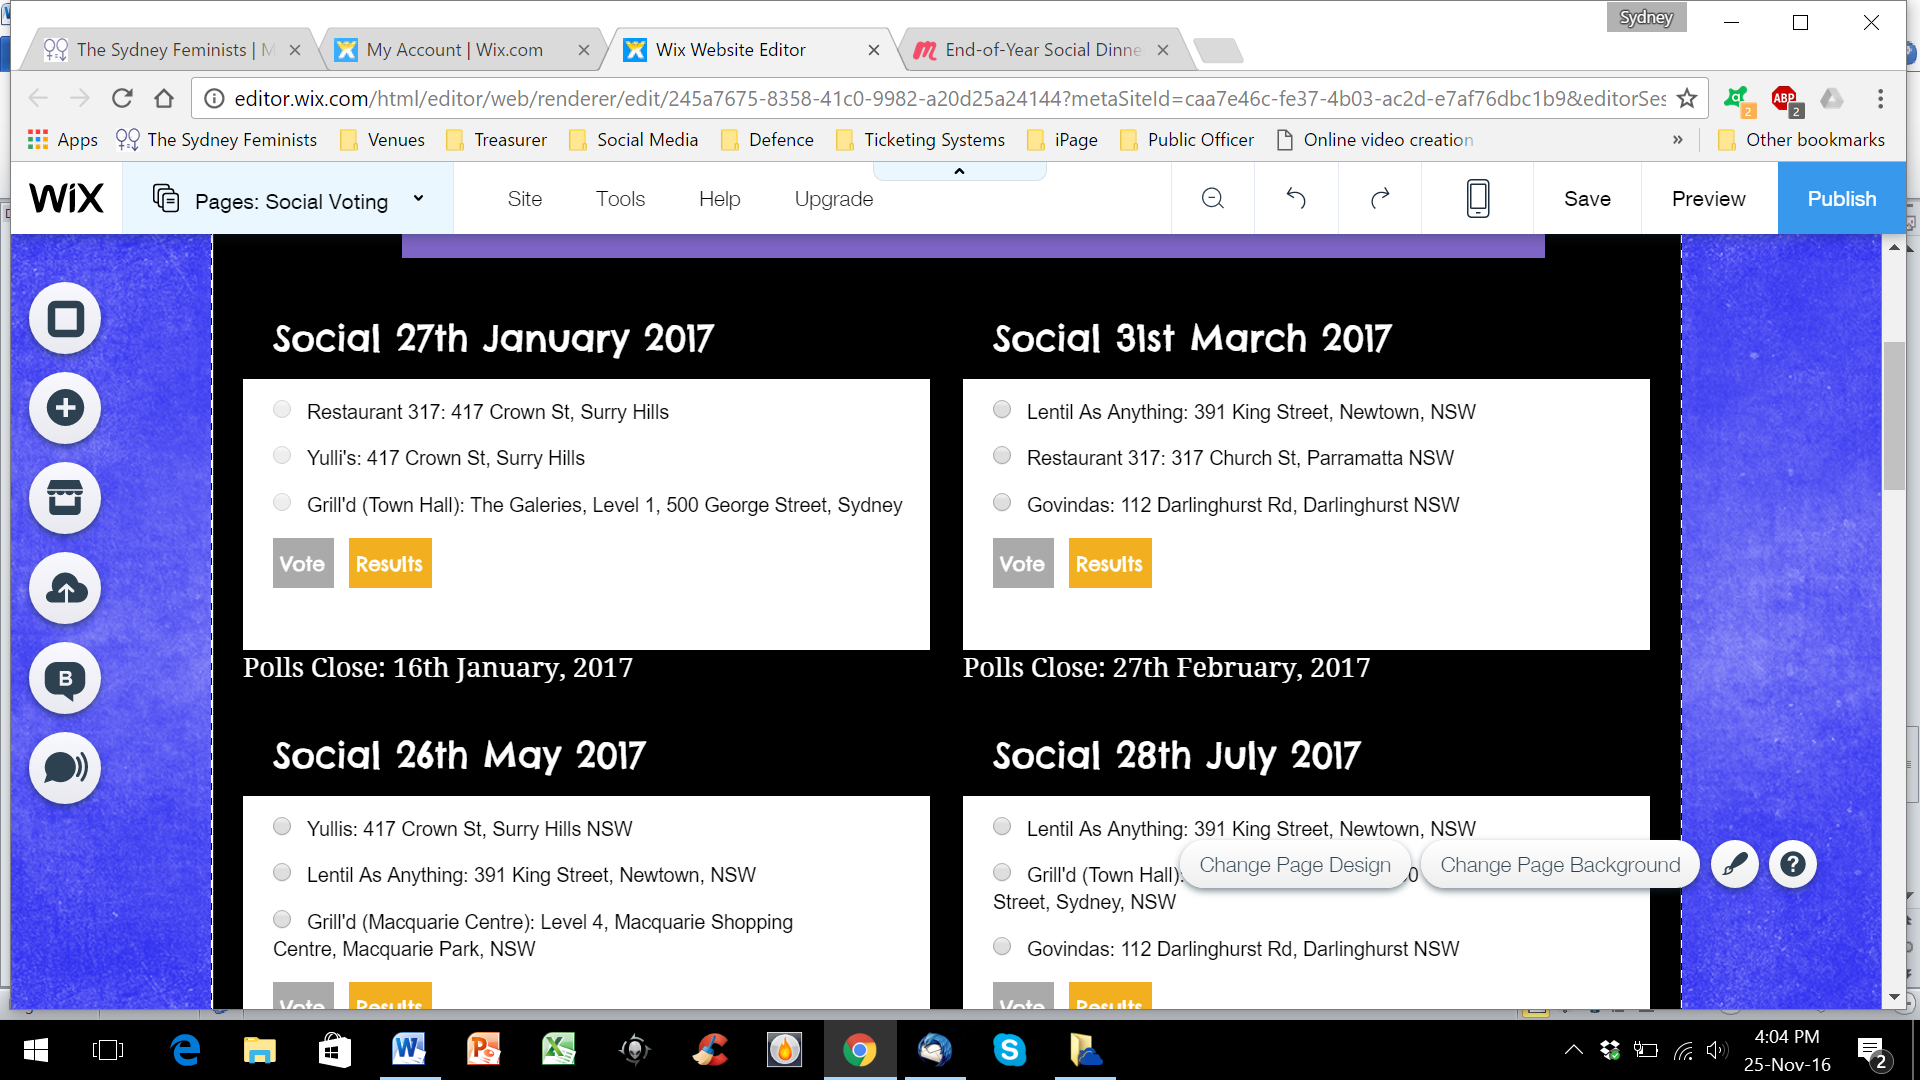 Sydney
The Sydney Feminists | M
My Account | Wix.com
Wix Website Editor
End-of-Year Social Dinne
editor.wix.com/html/editor/web/renderer/edit/245a7675-8358-41c0-9982-a20d25a24144?metaSiteId=caa7e46c-fe37-4b03-ac2d-e7af76dbc1b9&editorSes
2
ABP
2
Apps
The Sydney Feminists
Venues
Treasurer
Social Media
Defence
Ticketing Systems
iPage
Public Officer
Online video creation
»
Other bookmarks
WiX
Pages: Social Voting
Site
Tools
Help
Upgrade
Save
Preview
Publish
Social 27th January 2017
Restaurant 317: 417 Crown St, Surry Hills
Yulli's: 417 Crown St, Surry Hills
Grill'd (Town Hall): The Galeries, Level 1, 500 George Street, Sydney
Vote
Results
Polls Close: 16th January, 2017
Social 31st March 2017
Lentil As Anything: 391 King Street, Newtown, NSW
Restaurant 317: 317 Church St, Parramatta NSW
Govindas: 112 Darlinghurst Rd, Darlinghurst NSW
Vote
Results
Polls Close: 27th February, 2017
Social 26th May 2017
Yullis: 417 Crown St, Surry Hills NSW
Lentil As Anything: 391 King Street, Newtown, NSW
Grill'd (Macquarie Centre): Level 4, Macquarie Shopping
Centre, Macquarie Park, NSW
Vote
Results
Social 28th July 2017
Lentil As Anything: 391 King Street, Newtown, NSW
Grill'd (Town Hall):
Street, Sydney, NSW
Govindas: 112 Darlinghurst Rd, Darlinghurst NSW
Vote
Results
Change Page Design
Change Page Background
?
B
4:04 PM
25-Nov-16
2